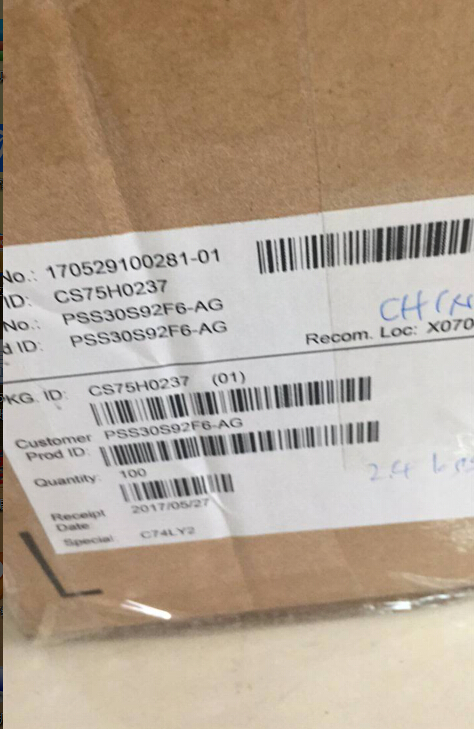 No.: 170529100281-01
ID: CS75H0237
No.: PSS30S92F6-AG
d ID: PSS30S92F6-AG
Recom. Loc: X070
PKG. ID: CS75H0237 (01)
Customer PSS30S92F6-AG
Prod ID:
Quantity: 100
Receipt 2017/05/27
Date:
Special: C74LY2